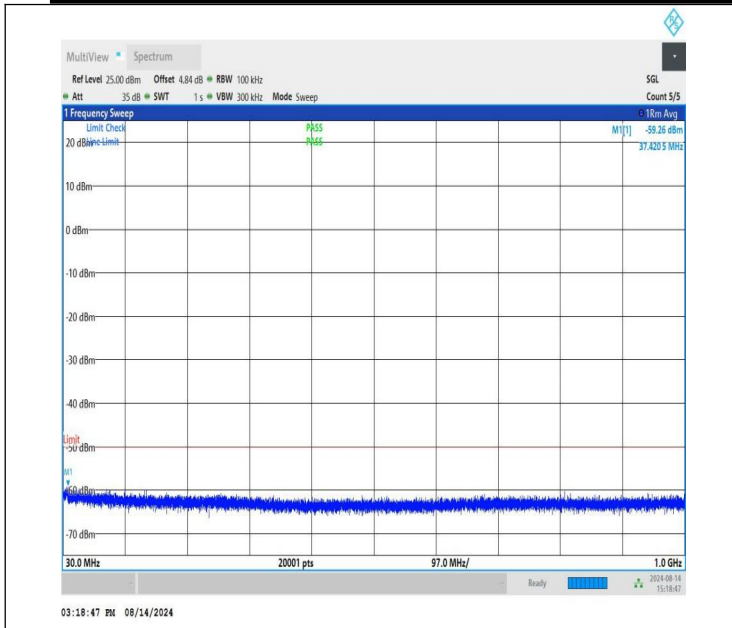 MultiView Spectrum
Ref Level 25.00 dBm Offset 4.84 dB RBW 100 kHz SGL
Att 35 dB SWT 1 s VBW 300 kHz Mode Sweep Count 5/5
1 Frequency Sweep 1Rm Avg
Limit Check PASS M1[1] -59.26 dBm
20 dBm Line Limit PASS 37.420 5 MHz
10 dBm
0 dBm
-10 dBm
-20 dBm
-30 dBm
-40 dBm
Limit
-50 dBm
M1
-60 dBm
-70 dBm
30.0 MHz 20001 pts 97.0 MHz/ 1.0 GHz
Ready 2024-08-14
15:18:47
03:18:47 PM 08/14/2024